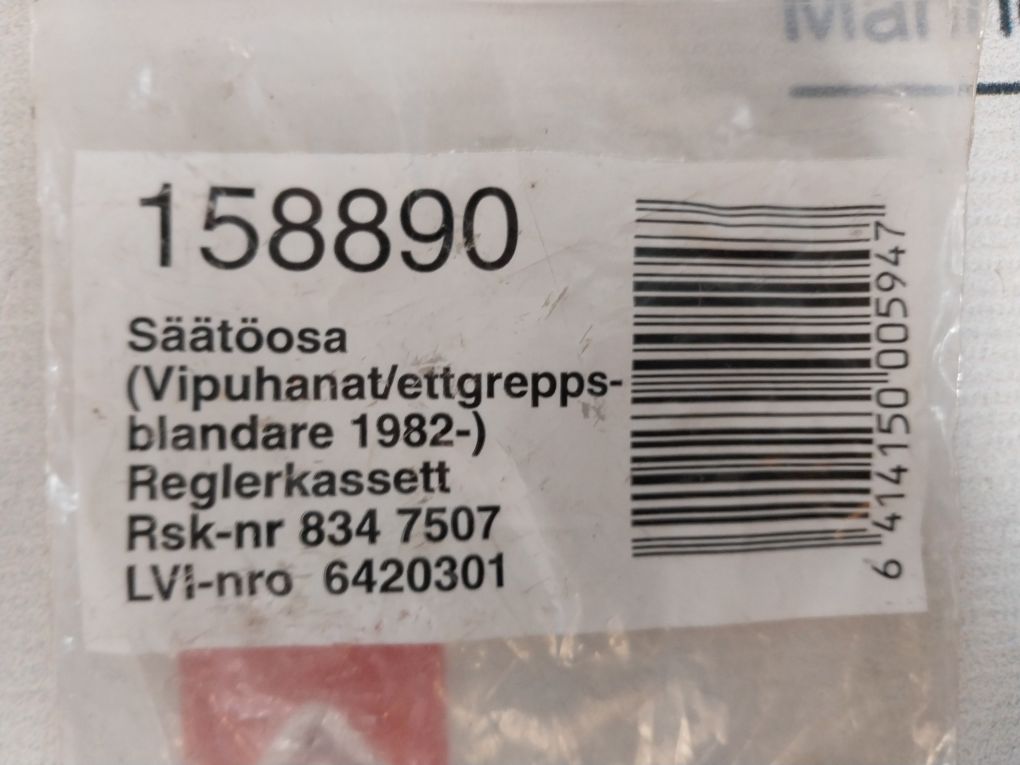 158890
Säätöosa
(Vipuhanat/ettgrepps-
blandare 1982-)
Reglerkassett
Rsk-nr 834 7507
LVI-nro 6420301
6 414150 005947